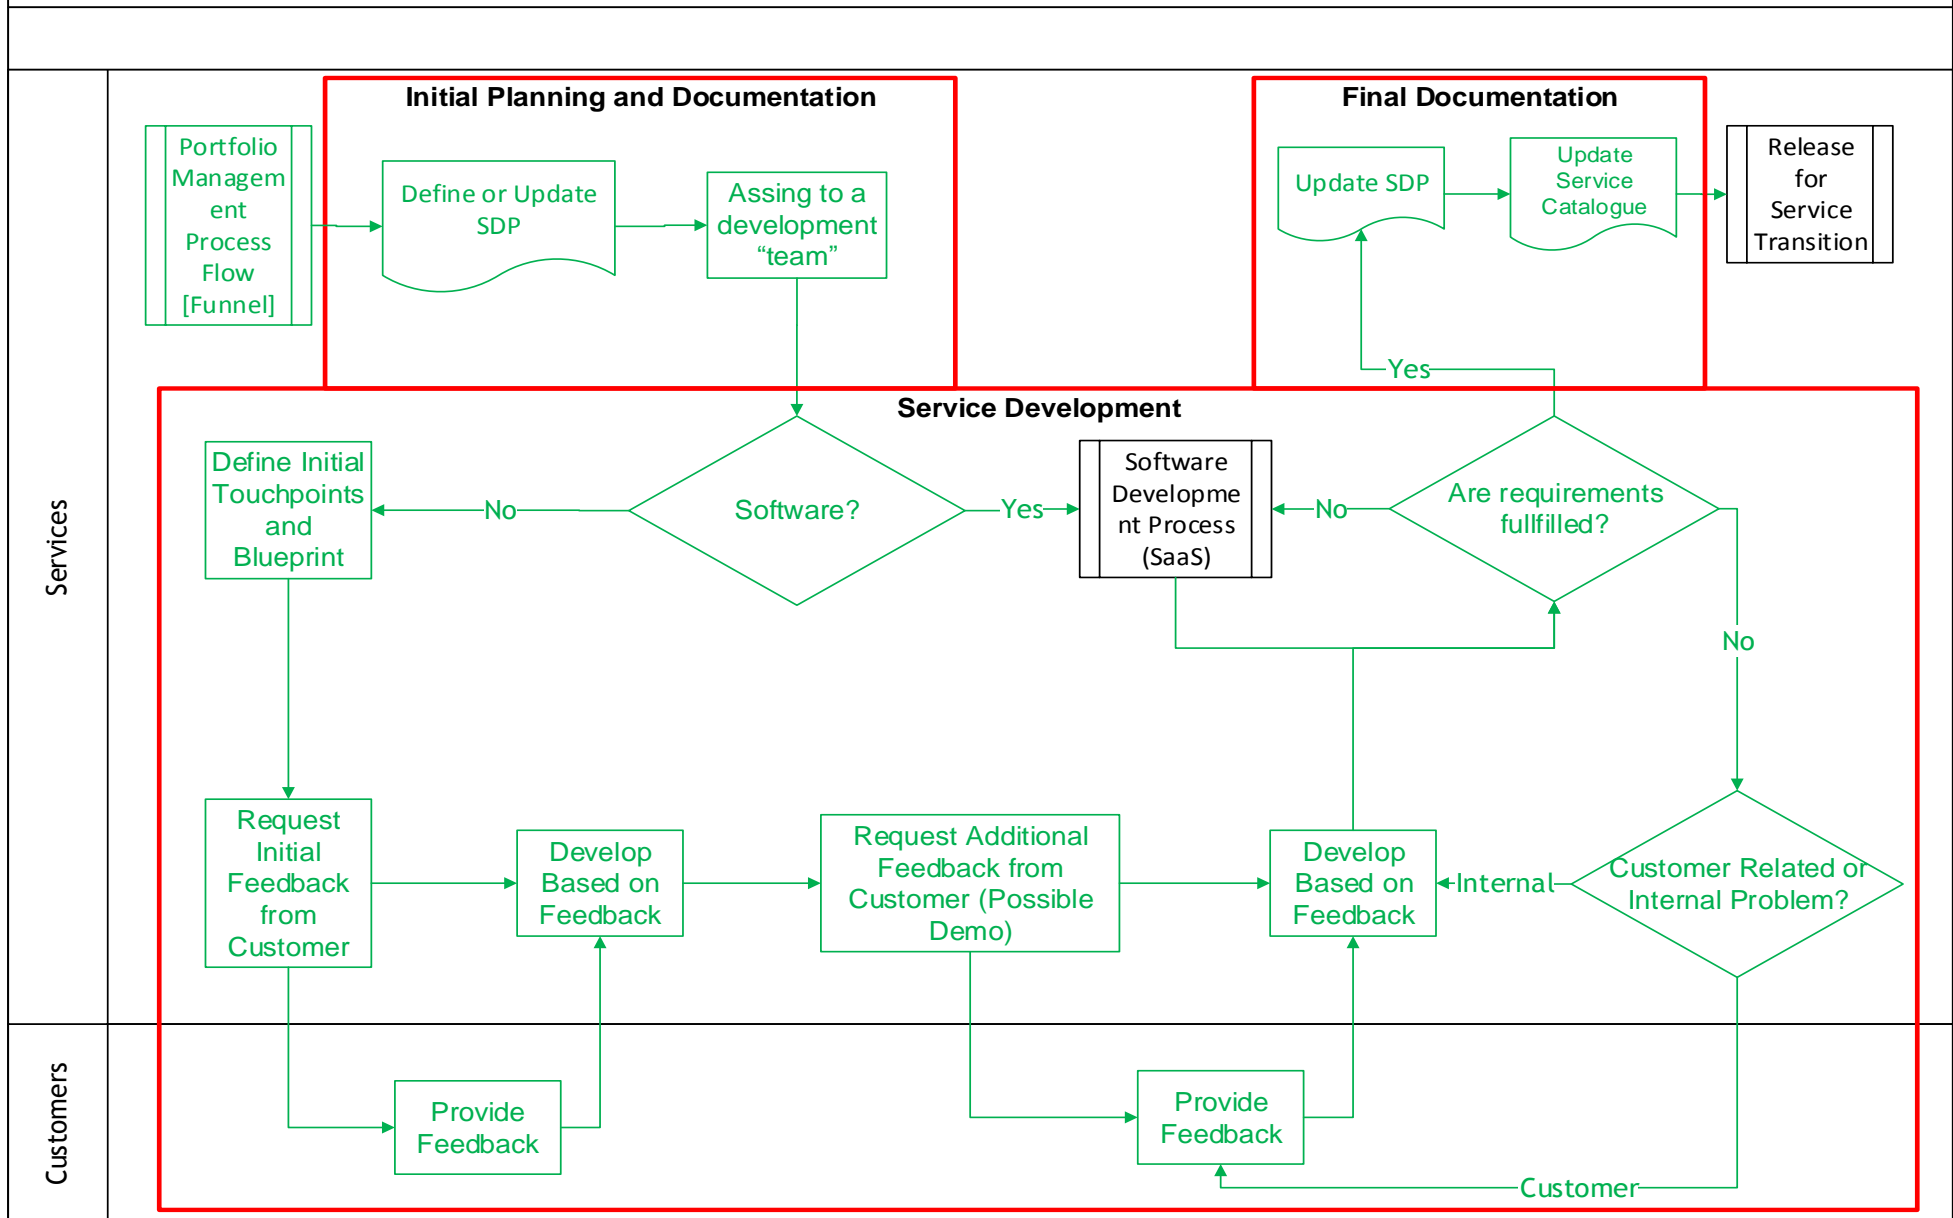 Initial Planning and Documentation
Final Documentation
Portfolio
Managem
ent
Process
Flow
[Funnel]
Define or Update
SDP
Assing to a
development
“team”
Update SDP
Update
Service
Catalogue
Release
for
Service
Transition
Yes
Service Development
Services
Define Initial
Touchpoints
and
Blueprint
No
Software?
Yes
Software
Developme
nt Process
(SaaS)
No
Are requirements
fullfilled?
No
Request
Initial
Feedback
from
Customer
Develop
Based on
Feedback
Request Additional
Feedback from
Customer (Possible
Demo)
Develop
Based on
Feedback
Internal
Customer Related or
Internal Problem?
Customers
Provide
Feedback
Provide
Feedback
Customer